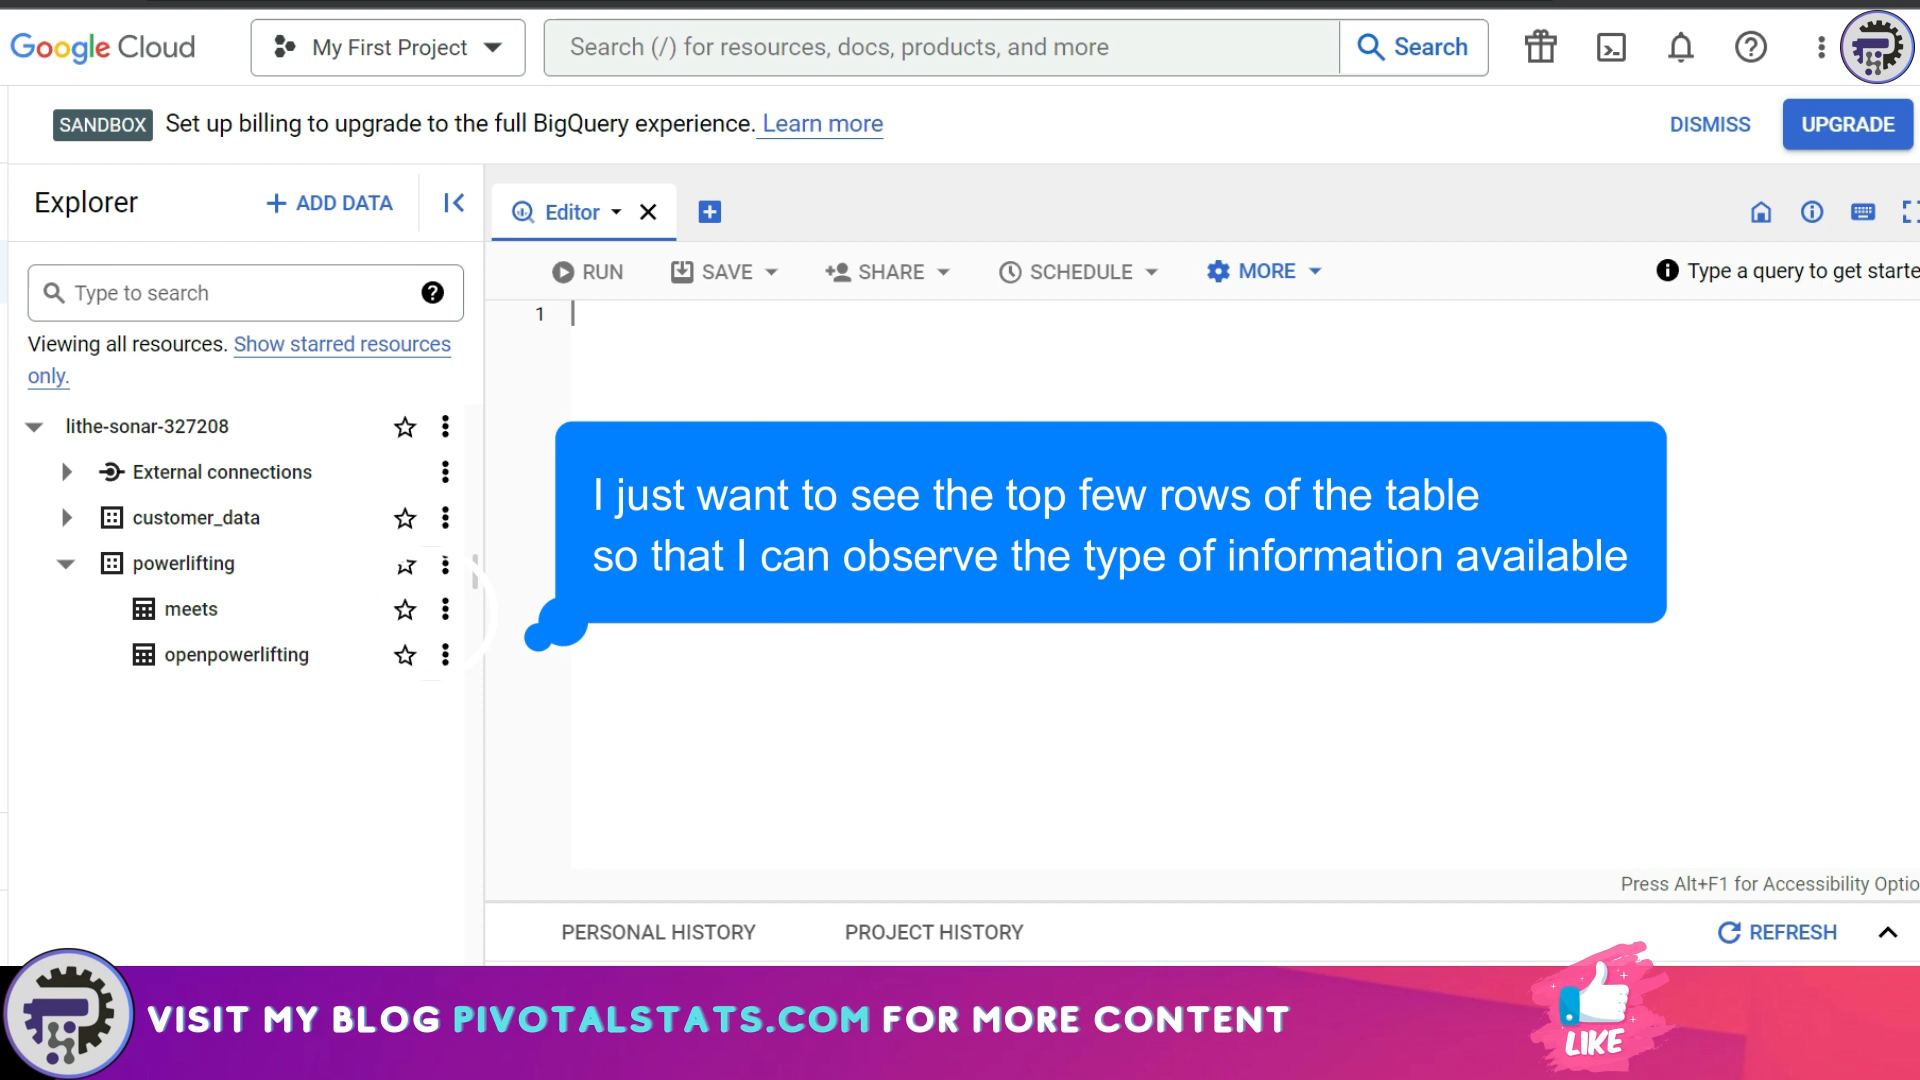 Google Cloud
My First Project
Search (/) for resources, docs, products, and more
Search
SANDBOX
Set up billing to upgrade to the full BigQuery experience. Learn more
DISMISS
UPGRADE
Explorer
ADD DATA
Editor
Type to search
RUN
SAVE
SHARE
SCHEDULE
MORE
Type a query to get starte
Viewing all resources. Show starred resources
only.
1
lithe-sonar-327208
External connections
customer_data
powerlifting
meets
openpowerlifting
I just want to see the top few rows of the table
so that I can observe the type of information available
Press Alt+F1 for Accessibility Optio
PERSONAL HISTORY
PROJECT HISTORY
REFRESH
VISIT MY BLOG PIVOTALSTATS.COM FOR MORE CONTENT
LIKE